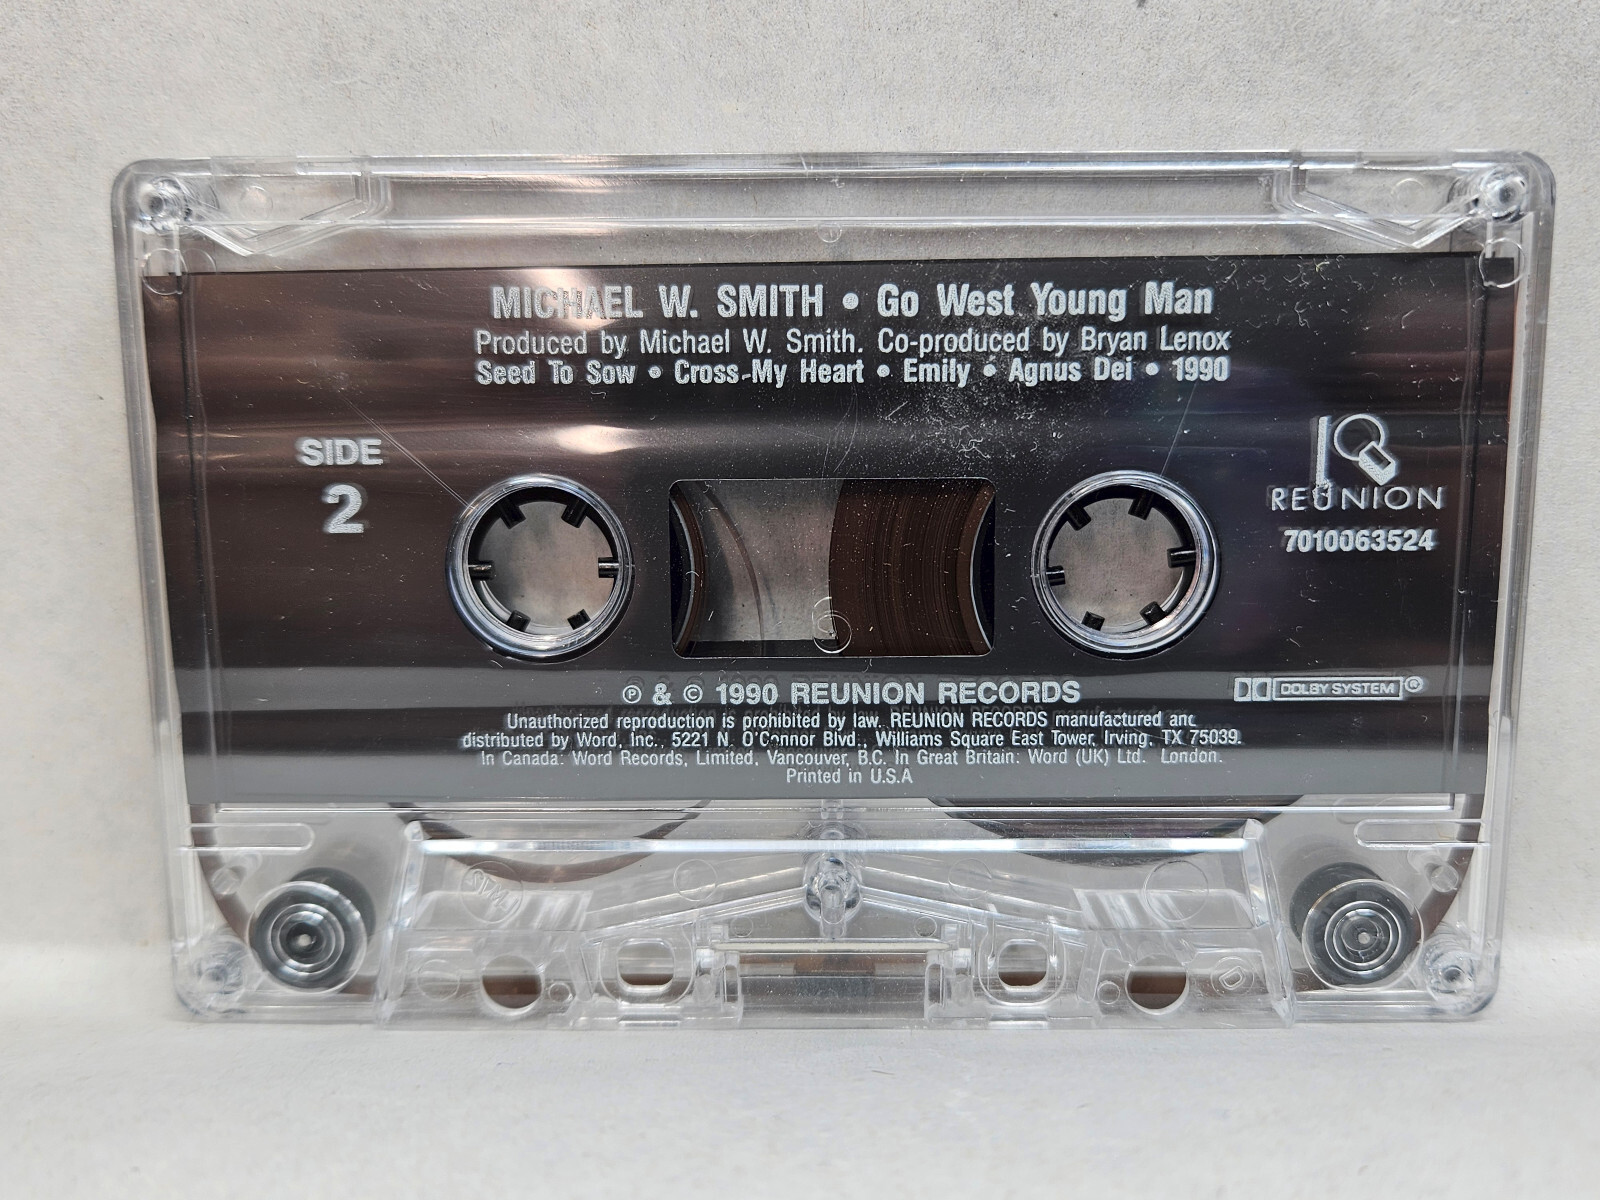 MICHAEL W. SMITH • Go West Young Man
Produced by Michael W. Smith. Co-produced by Bryan Lenox
Seed To Sow • Cross My Heart • Emily • Agnus Dei • 1990
SIDE
2
REUNION
7010063524
℗ & © 1990 REUNION RECORDS
DOLBY SYSTEM ®
Unauthorized reproduction is prohibited by law. REUNION RECORDS manufactured and
distributed by Word, Inc., 5221 N. O'Connor Blvd., Williams Square East Tower, Irving, TX 75039.
In Canada: Word Records, Limited, Vancouver, B.C. In Great Britain: Word (UK) Ltd. London.
Printed in U.S.A